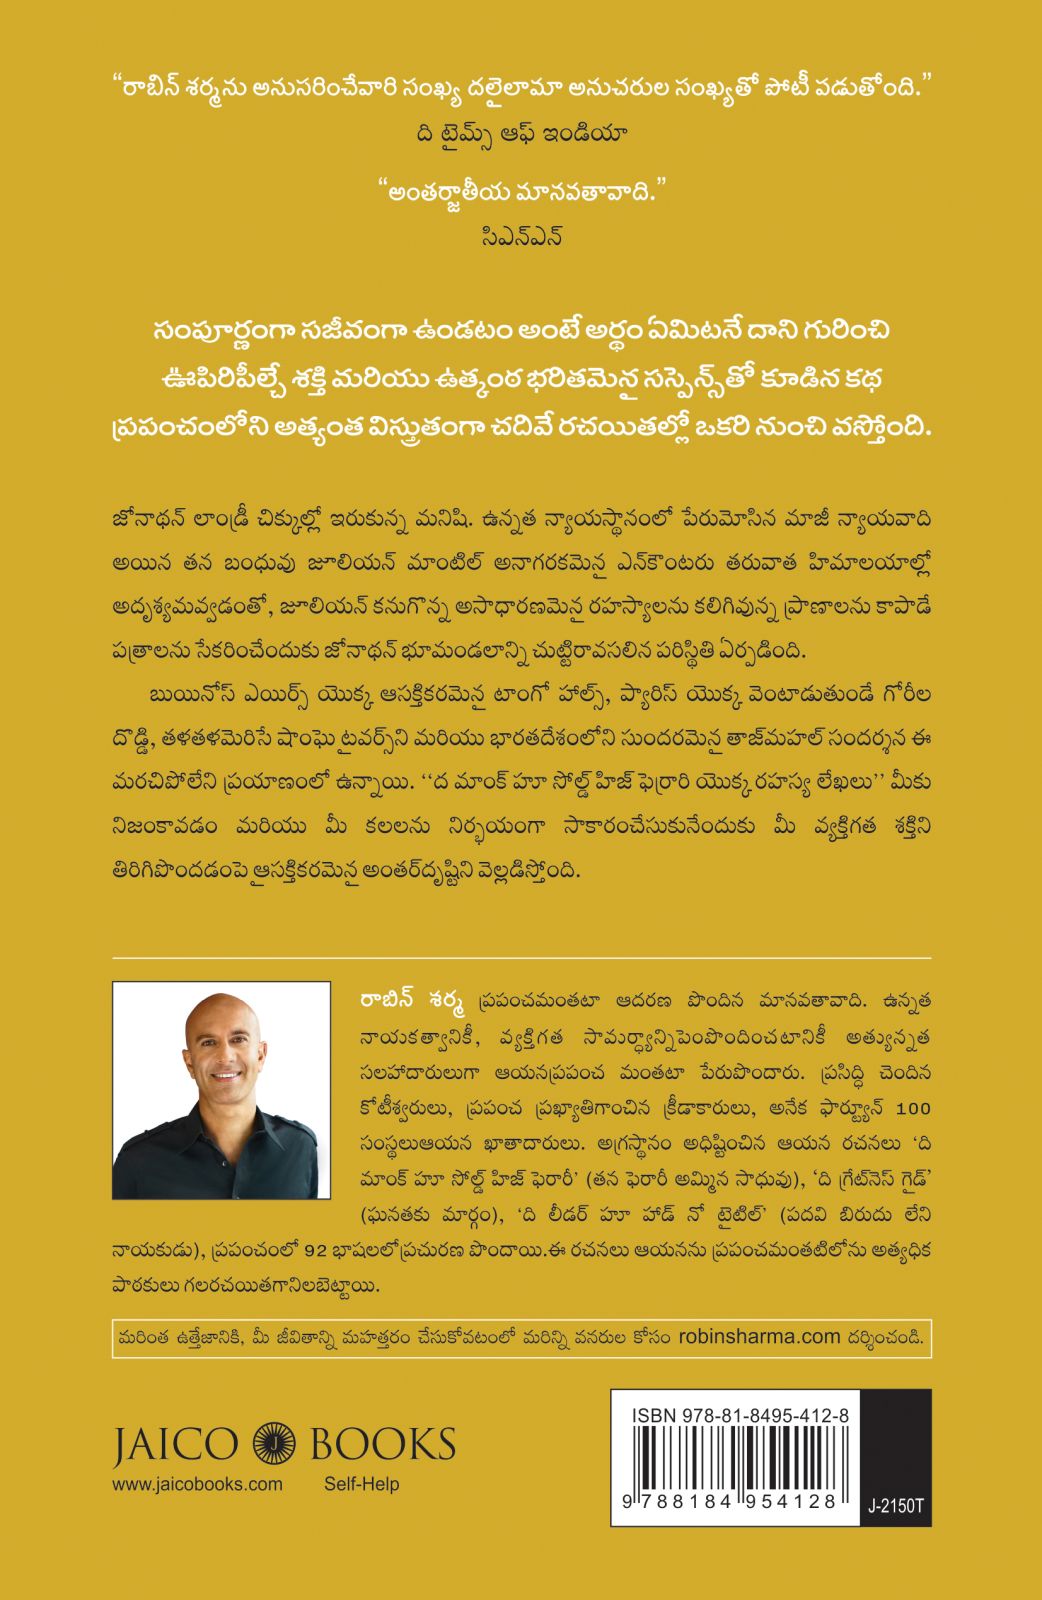 “రాబిన్ శర్మను అనుసరించేవారి సంఖ్య దలైలామా అనుచరుల సంఖ్యతో పోటీ పడుతోంది.”
ది టైమ్స్ ఆఫ్ ఇండియా
“అంతర్జాతీయ మానవతావాది.”
సిఎన్ఎన్
సంపూర్ణంగా సజీవంగా ఉండటం అంటే అర్థం ఏమిటనే దాని గురించి
ఊపిరిపీల్చే శక్తి మరియు ఉత్కంఠ భరితమైన సస్పెన్స్‌తో కూడిన కథ
ప్రపంచంలోని అత్యంత విస్త్రుతంగా చదివే రచయితల్లో ఒకరి నుంచి వస్తోంది.
జోనాథన్ లాండ్రీ చిక్కుల్లో ఇరుకున్న మనిషి. ఉన్నత న్యాయస్థానంలో పేరుమోసిన మాజీ న్యాయవాది
అయిన తన బంధువు జూలియన్ మాంటిల్ అనాగరకమైన ఎన్‌కౌంటరు తరువాత హిమాలయాల్లో
అదృశ్యమవ్వడంతో, జూలియన్ కనుగొన్న అసాధారణమైన రహస్యాలను కలిగివున్న ప్రాణాలను కాపాడే
పత్రాలను సేకరించేందుకు జోనాథన్ భూమండలాన్ని చుట్టిరావసలిన పరిస్థితి ఏర్పడింది.
బుయినోస్ ఎయిర్స్ యొక్క ఆసక్తికరమైన టాంగో హాల్స్, ప్యారిస్ యొక్క వెంటాడుతుండే గోరీల
దొడ్డి, తళతళమెరిసే షాంఘై టైవర్స్‌ని మరియు భారతదేశంలోని సుందరమైన తాజ్‌మహల్ సందర్శన ఈ
మరచిపోలేని ప్రయాణంలో ఉన్నాయి. ‘‘ద మాంక్ హూ సోల్డ్ హిజ్ ఫెర్రారి యొక్క రహస్య లేఖలు’’ మీకు
నిజంకావడం మరియు మీ కలలను నిర్భయంగా సాకారంచేసుకునేందుకు మీ వ్యక్తిగత శక్తిని
తిరిగిపొందడంపై ఆసక్తికరమైన అంతర్‌దృష్టిని వెల్లడిస్తోంది.
రాబిన్ శర్మ ప్రపంచమంతటా ఆదరణ పొందిన మానవతావాది. ఉన్నత
నాయకత్వానికీ, వ్యక్తిగత సామర్ధ్యాన్నిపెంపొందించటానికీ అత్యున్నత
సలహాదారులుగా ఆయనప్రపంచ మంతటా పేరుపొందారు. ప్రసిద్ధి చెందిన
కోటీశ్వరులు, ప్రపంచ ప్రఖ్యాతిగాంచిన క్రీడాకారులు, అనేక ఫార్ట్యూన్ 100
సంస్థలుఆయన ఖాతాదారులు. అగ్రస్థానం అధిష్టించిన ఆయన రచనలు ‘ది
మాంక్ హూ సోల్డ్ హిజ్ ఫెరారీ’ (తన ఫెరారీ అమ్మిన సాధువు), ‘ది గ్రేట్‌నెస్ గైడ్’
(ఘనతకు మార్గం), ‘ది లీడర్ హూ హాడ్ నో టైటిల్’ (పదవి బిరుదు లేని
నాయకుడు), ప్రపంచంలో 92 భాషలలోప్రచురణ పొందాయి.ఈ రచనలు ఆయనను ప్రపంచమంతటిలోను అత్యధిక
పాఠకులు గలరచయితగానిలబెట్టాయి.
మరింత ఉత్తేజానికి, మీ జీవితాన్ని మహత్తరం చేసుకోవటంలో మరిన్ని వనరుల కోసం robinsharma.com దర్శించండి.
JAICO J BOOKS
www.jaicobooks.com Self-Help
ISBN 978-81-8495-412-8
9 788184 954128
J-2150T